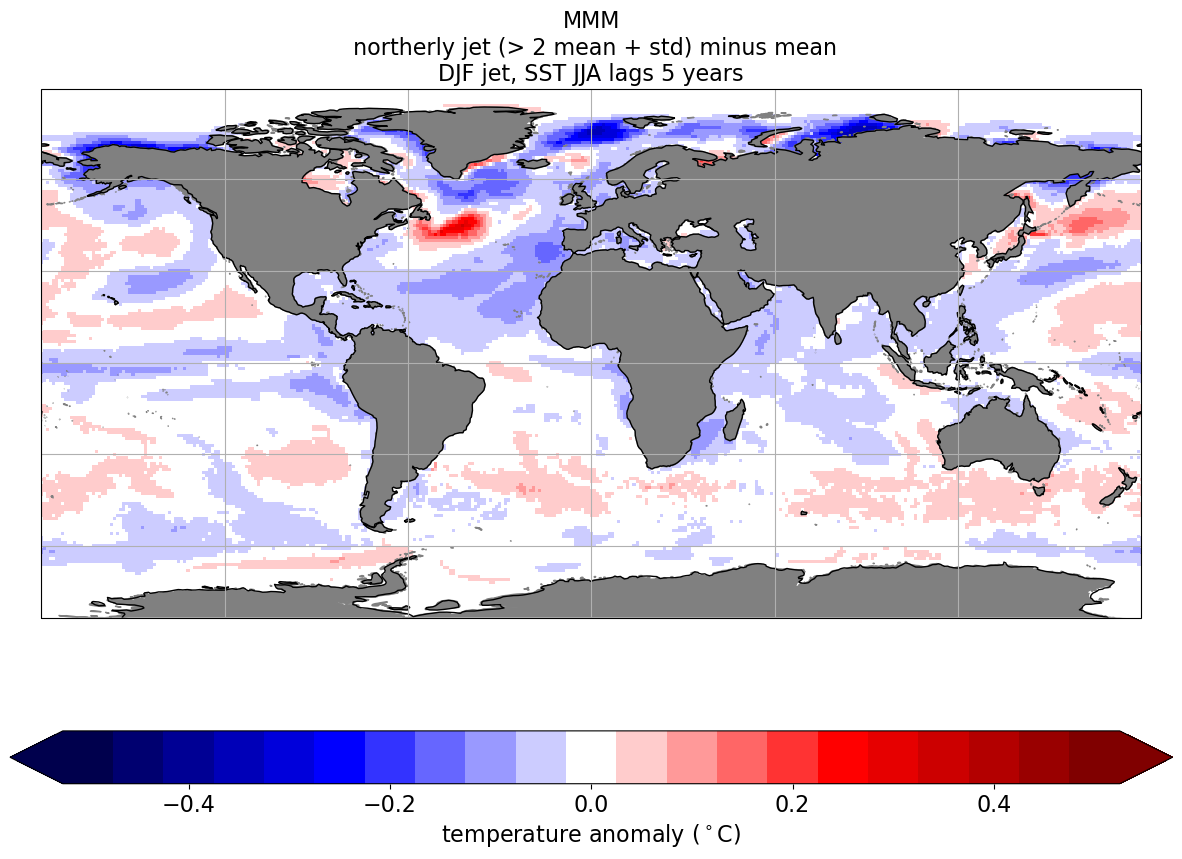 MMM
northerly jet (> 2 mean + std) minus mean
DJF jet, SST JJA lags 5 years
−0.4 −0.2 0.0 0.2 0.4
temperature anomaly (°C)